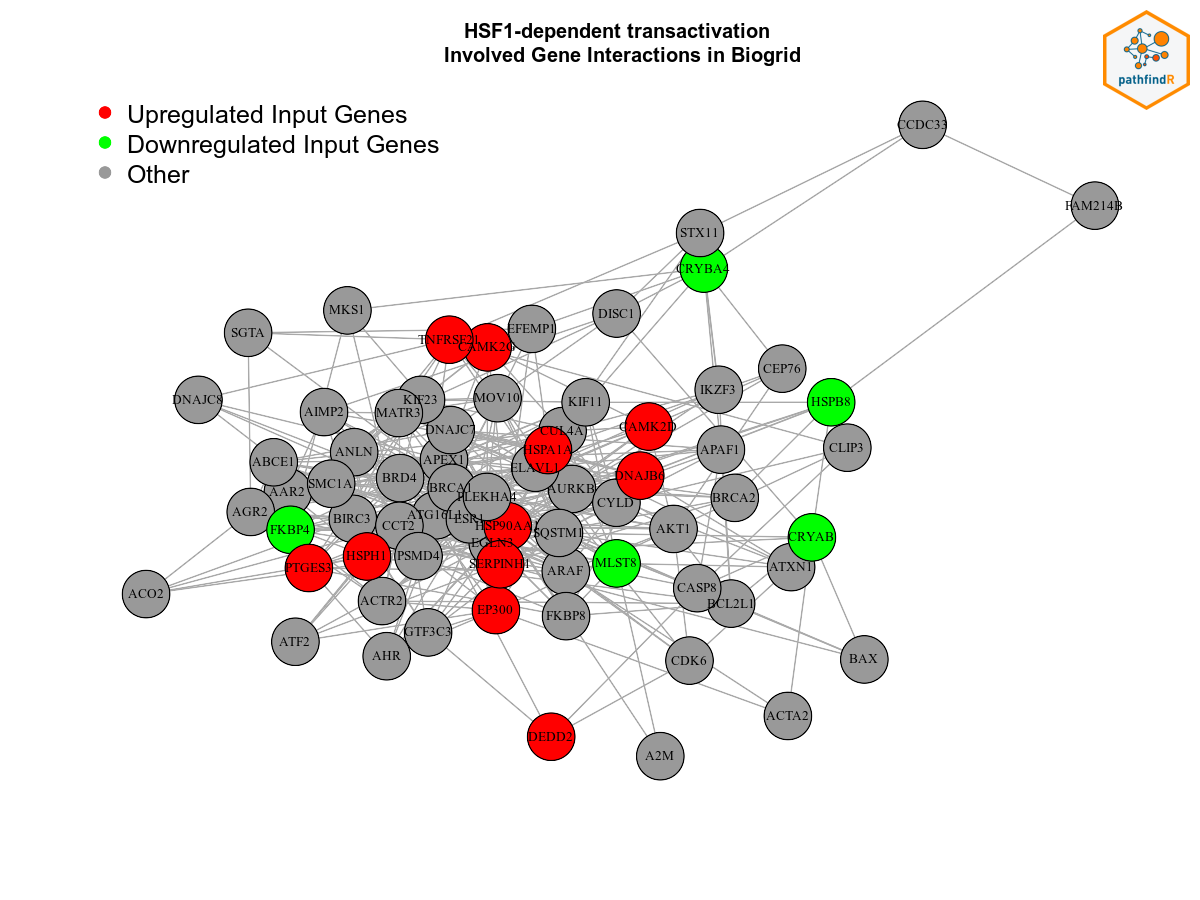 HSF1-dependent transactivation
Involved Gene Interactions in Biogrid
pathfindR
Upregulated Input Genes
Downregulated Input Genes
Other
CCDC33
FAM214B
STX11
CRYBA4
MKS1
DISC1
SGTA
EFEMP1
TNFRSF21
CAMK2G
CEP76
IKZF3
DNAJC8
KIF23
MOV10
KIF11
HSPB8
AIMP2
MATR3
CAMK2D
DNAJC7
CUL4A
HSPA1A
CLIP3
ANLN
APAF1
ABCE1
APEX1
ELAVL1
DNAJB6
BRD4
SMC1A
BRCA1
AURKB
AAR2
PLEKHA4
BRCA2
CYLD
AGR2
ATG16L1
BIRC3
ESR1
CCT2
HSP90AA1
FKBP4
SQSTM1
AKT1
CRYAB
EGLN3
HSPH1
PSMD4
SERPINH1
MLST8
PTGES3
ARAF
ATXN1
CASP8
ACO2
ACTR2
BCL2L1
EP300
FKBP8
GTF3C3
ATF2
AHR
CDK6
BAX
ACTA2
DEDD2
A2M